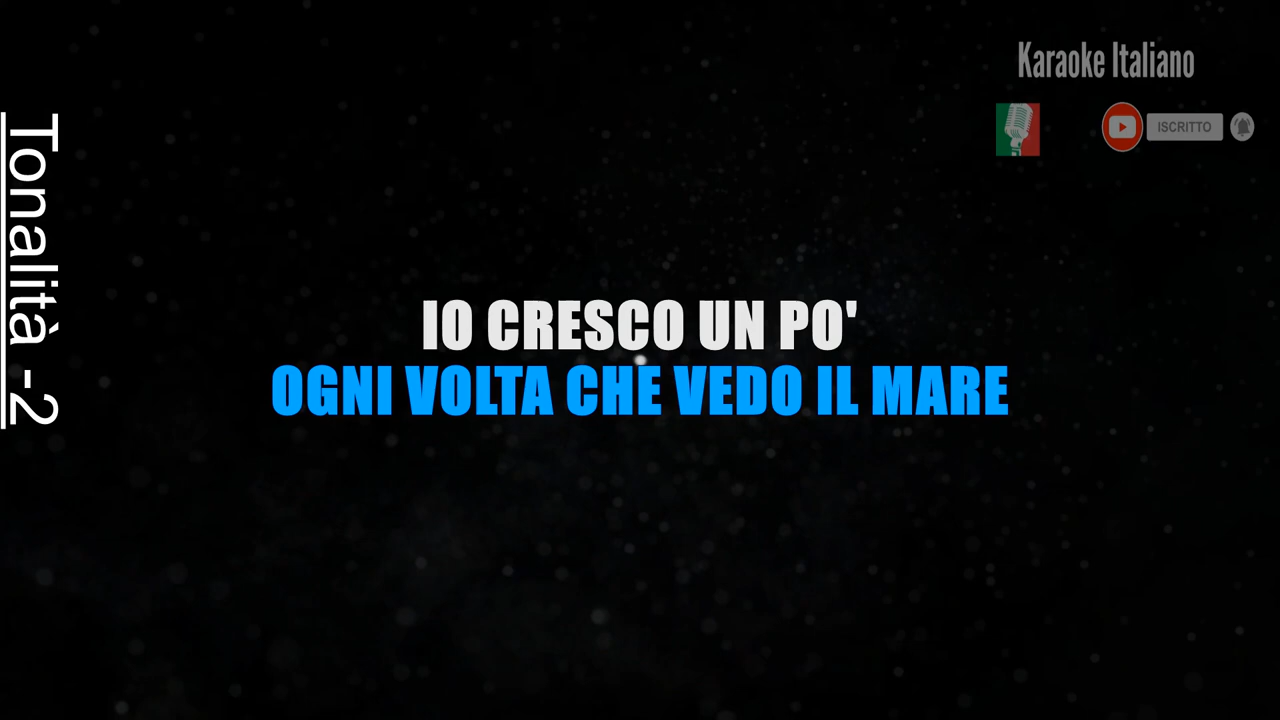 Karaoke Italiano
ISCRITTO
Tonalità -2
IO CRESCO UN PO'
OGNI VOLTA CHE VEDO IL MARE